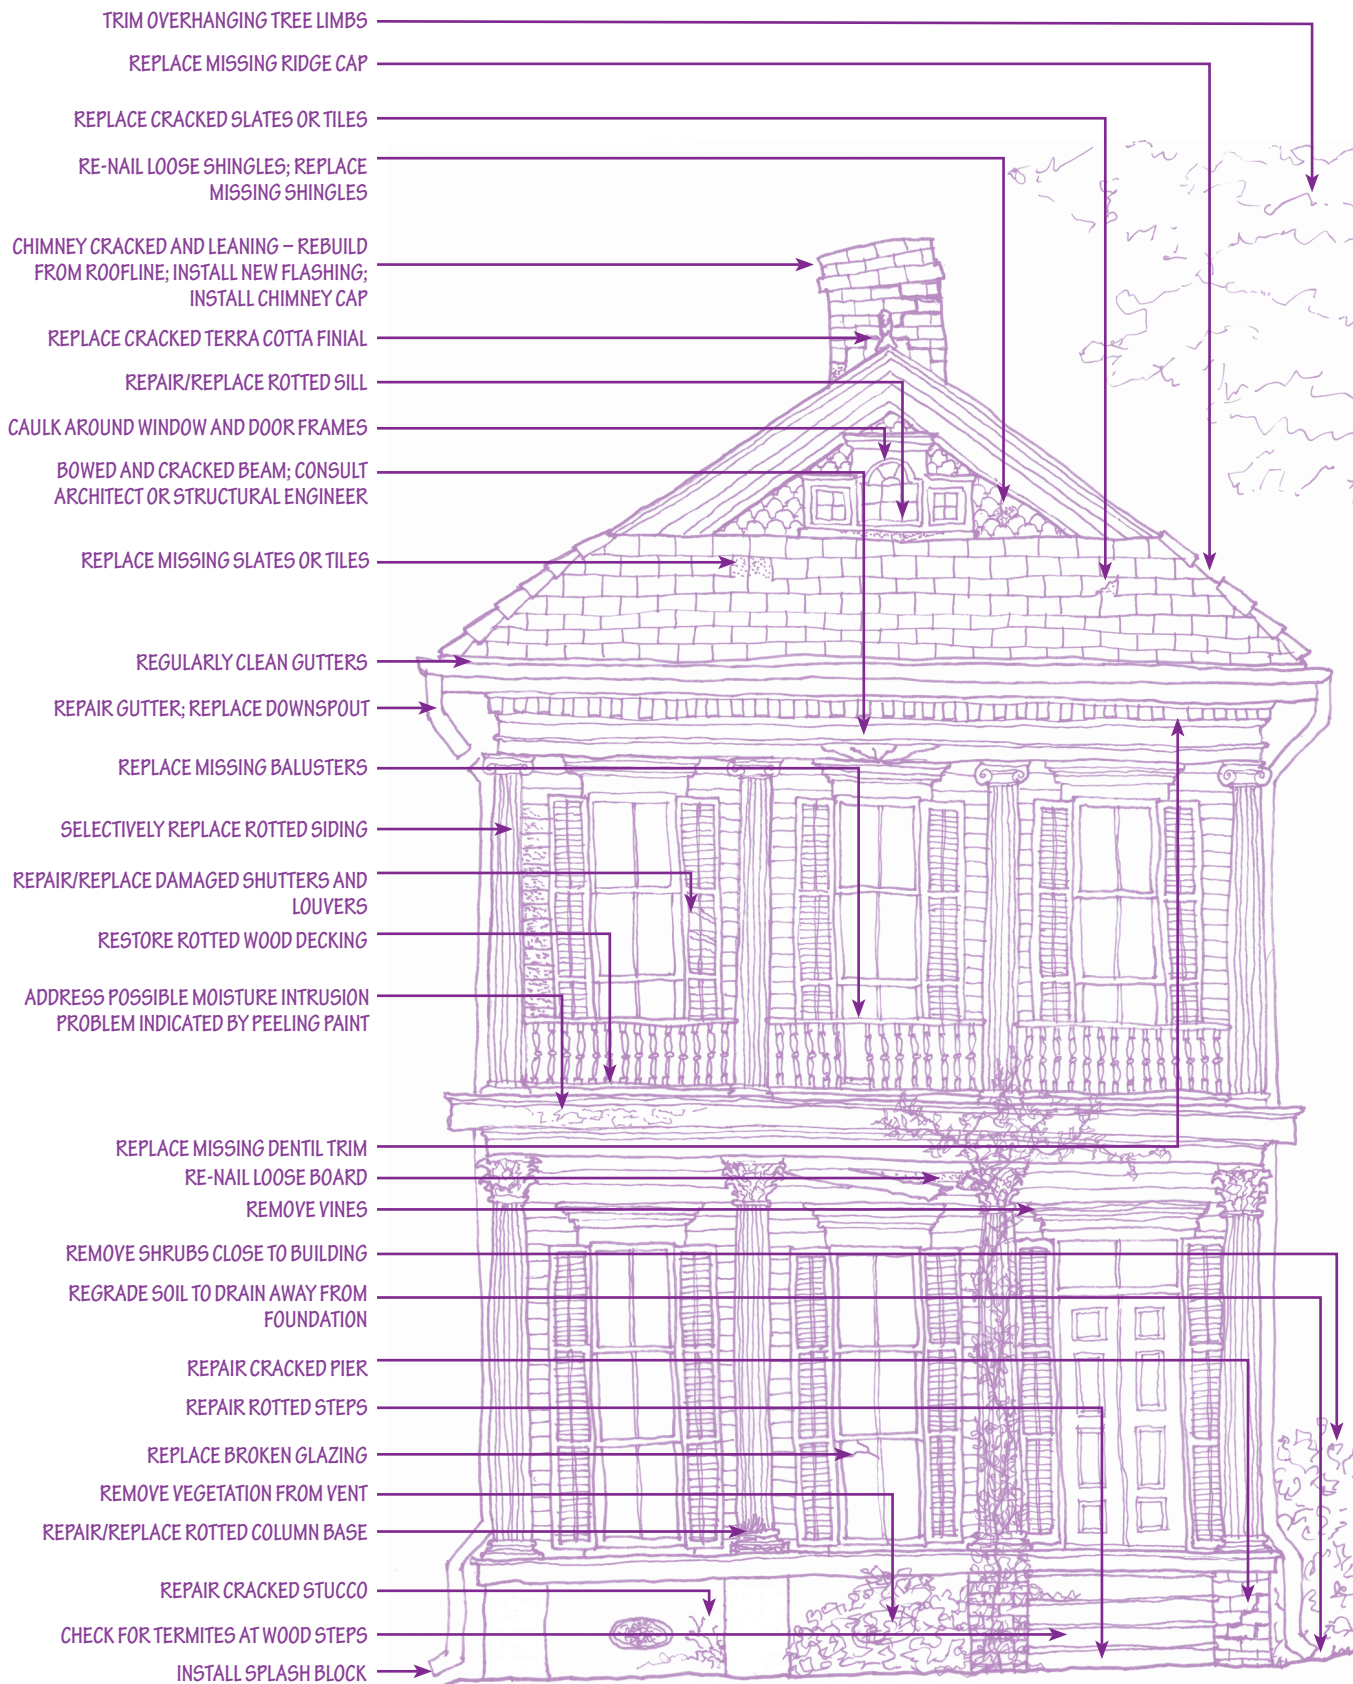 TRIM OVERHANGING TREE LIMBS
REPLACE MISSING RIDGE CAP
REPLACE CRACKED SLATES OR TILES
RE-NAIL LOOSE SHINGLES; REPLACE
MISSING SHINGLES
CHIMNEY CRACKED AND LEANING – REBUILD
FROM ROOFLINE; INSTALL NEW FLASHING;
INSTALL CHIMNEY CAP
REPLACE CRACKED TERRA COTTA FINIAL
REPAIR/REPLACE ROTTED SILL
CAULK AROUND WINDOW AND DOOR FRAMES
BOWED AND CRACKED BEAM; CONSULT
ARCHITECT OR STRUCTURAL ENGINEER
REPLACE MISSING SLATES OR TILES
REGULARLY CLEAN GUTTERS
REPAIR GUTTER; REPLACE DOWNSPOUT
REPLACE MISSING BALUSTERS
SELECTIVELY REPLACE ROTTED SIDING
REPAIR/REPLACE DAMAGED SHUTTERS AND
LOUVERS
RESTORE ROTTED WOOD DECKING
ADDRESS POSSIBLE MOISTURE INTRUSION
PROBLEM INDICATED BY PEELING PAINT
REPLACE MISSING DENTIL TRIM
RE-NAIL LOOSE BOARD
REMOVE VINES
REMOVE SHRUBS CLOSE TO BUILDING
REGRADE SOIL TO DRAIN AWAY FROM
FOUNDATION
REPAIR CRACKED PIER
REPAIR ROTTED STEPS
REPLACE BROKEN GLAZING
REMOVE VEGETATION FROM VENT
REPAIR/REPLACE ROTTED COLUMN BASE
REPAIR CRACKED STUCCO
CHECK FOR TERMITES AT WOOD STEPS
INSTALL SPLASH BLOCK